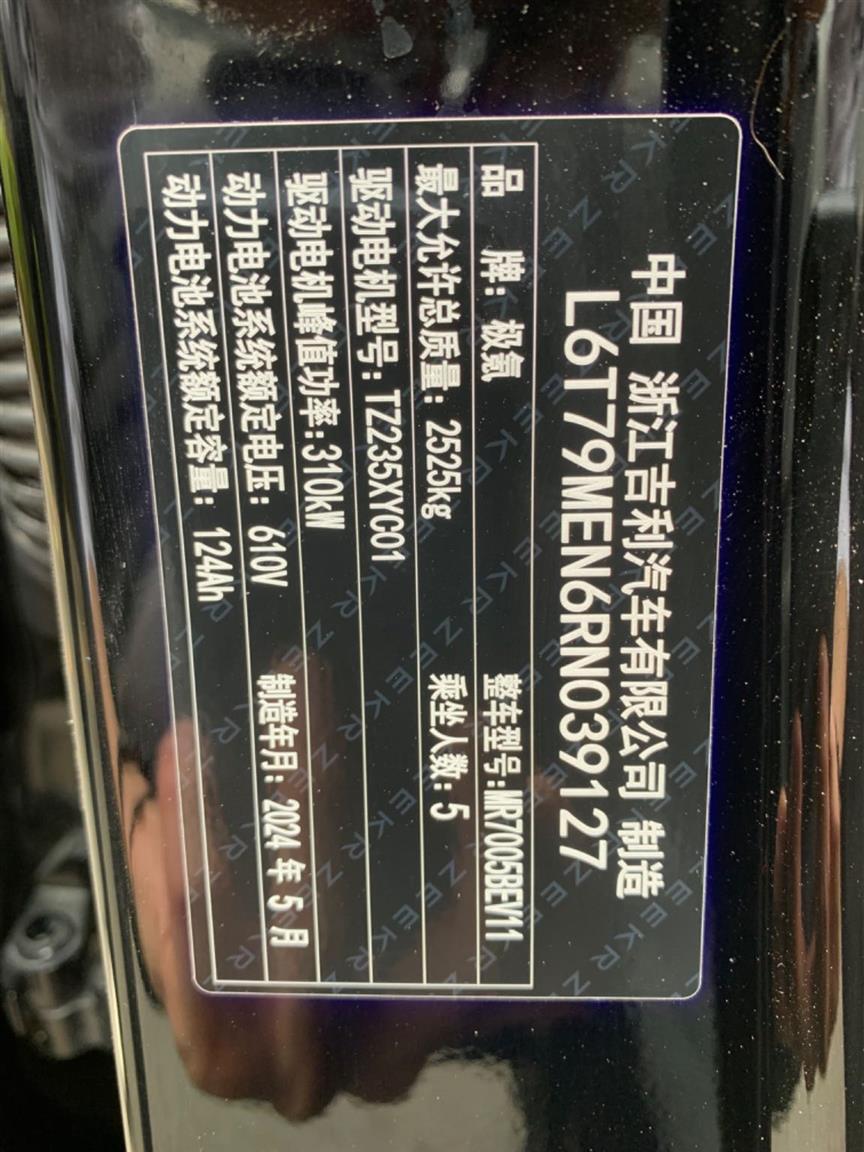 中国 浙江吉利汽车有限公司 制造
L6T79MEN6RN039127
品 牌: 极氪 整车型号:MR7005BEV11
最大允许总质量: 2525kg 乘坐人数: 5
驱动电机型号: TZ235XYC01
驱动电机峰值功率:310kW
动力电池系统额定电压: 610V 制造年月: 2024 年 5 月
动力电池系统额定容量: 124Ah
ZEEKR